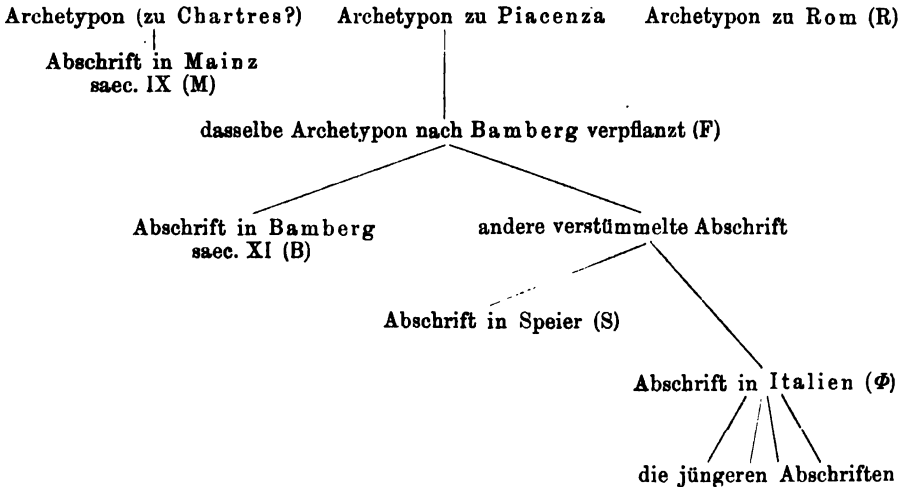 Archetypon (zu Chartres?) Archetypon zu Piacenza Archetypon zu Rom (R)
Abschrift in Mainz
saec. IX (M)
dasselbe Archetypon nach Bamberg verpflanzt (F)
Abschrift in Bamberg
saec. XI (B)
andere verstümmelte Abschrift
Abschrift in Speier (S)
Abschrift in Italien (Φ)
die jüngeren Abschriften